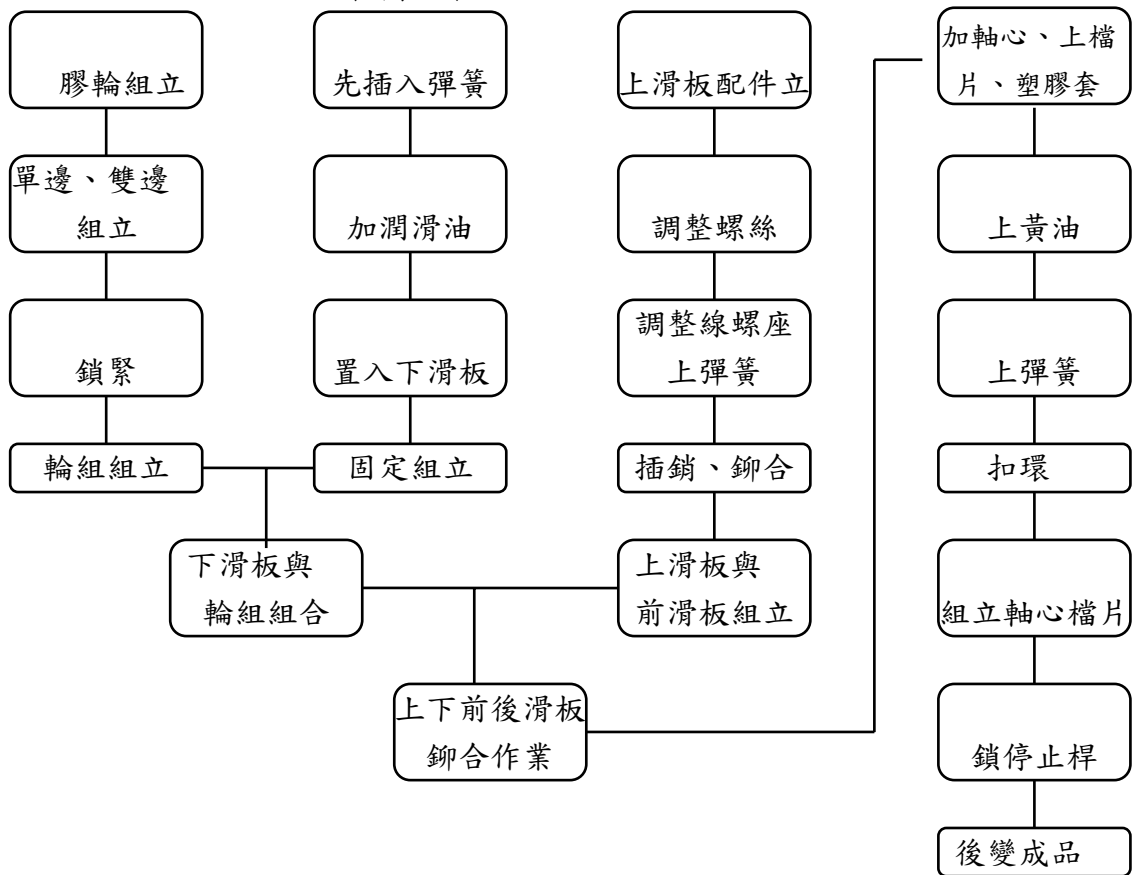 膠輪組立
單邊、雙邊
組立
鎖緊
輪組組立
先插入彈簧
加潤滑油
置入下滑板
固定組立
下滑板與
輪組組合
上滑板配件立
調整螺絲
調整線螺座
上彈簧
插銷、鉚合
上滑板與
前滑板組立
上下前後滑板
鉚合作業
加軸心、上檔
片、塑膠套
上黃油
上彈簧
扣環
組立軸心檔片
鎖停止桿
後變成品